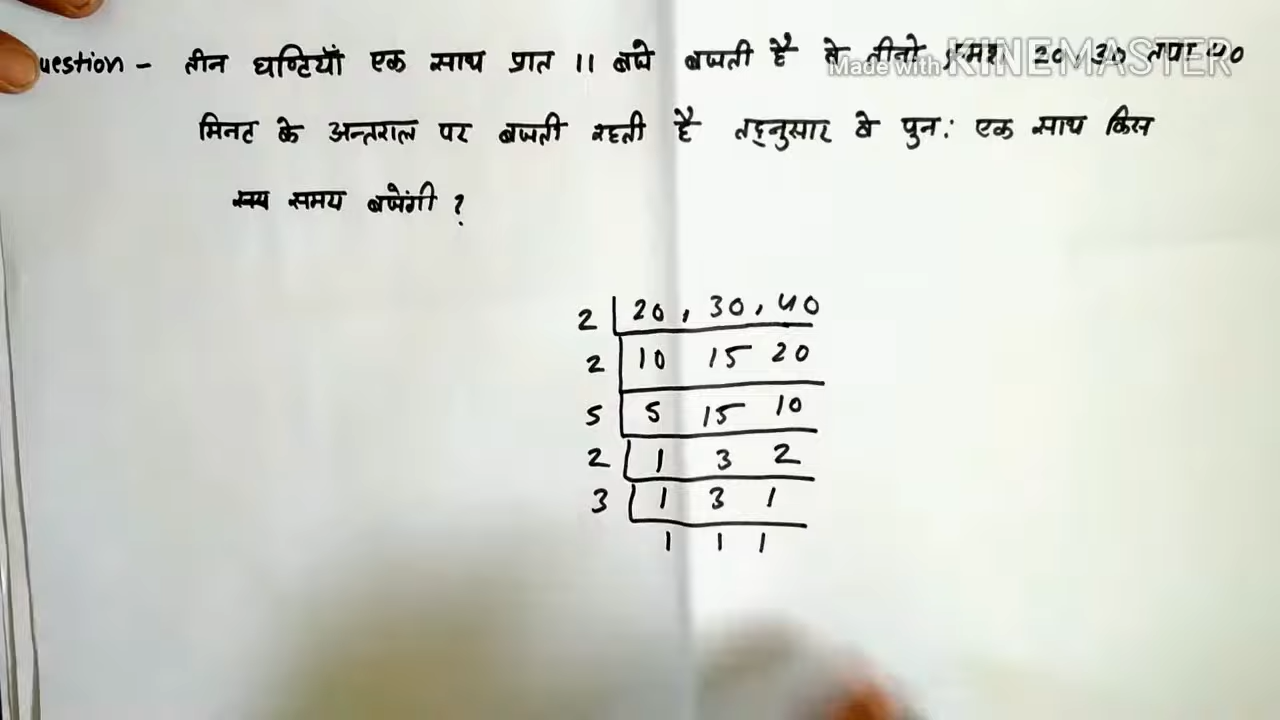 uestion - तीन घण्टियाँ एक साथ प्रात 11 बजे बजती है वे तीनो 20, 30 तथा 40
Made with KINEMASTER
मिनट के अन्तराल पर बजती रहती है तद्नुसार वे पुन: एक साथ किस
समय बजेंगी ?
2 20 , 30 , 40
2 10 15 20
5 5 15 10
2 1 3 2
3 1 3 1
1 1 1